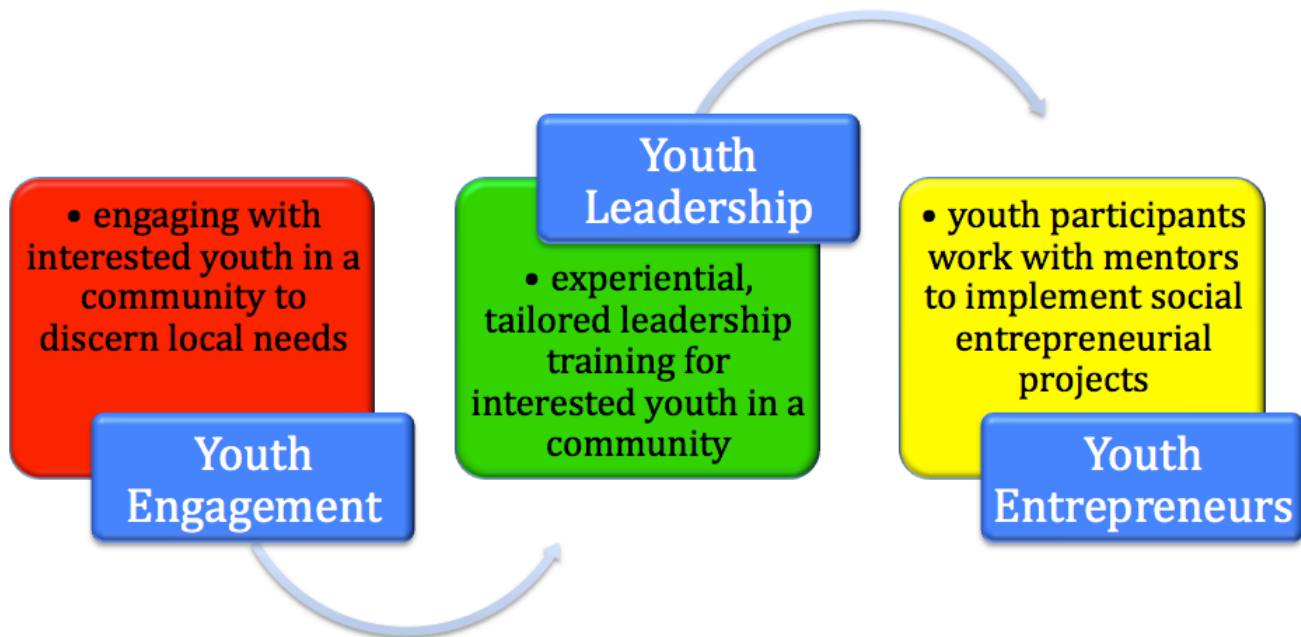 • engaging with
interested youth in a
community to
discern local needs
Youth
Engagement
Youth
Leadership
• experiential,
tailored leadership
training for
interested youth in a
community
• youth participants
work with mentors
to implement social
entrepreneurial
projects
Youth
Entrepreneurs